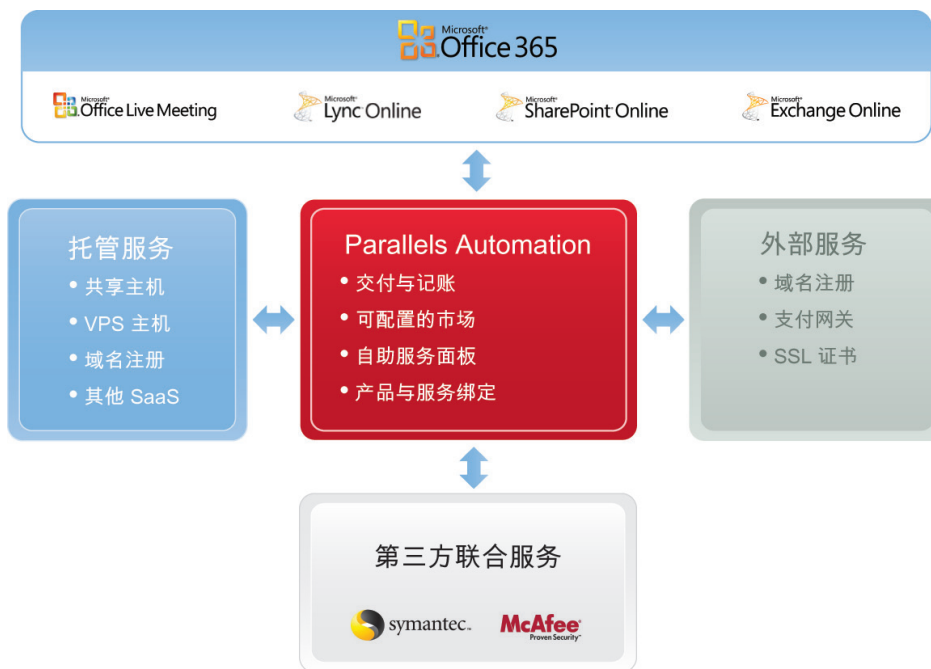 Microsoft®
Office 365
Microsoft®
Office Live Meeting
Microsoft®
Lync™ Online
Microsoft®
SharePoint® Online
Microsoft®
Exchange Online
托管服务
• 共享主机
• VPS 主机
• 域名注册
• 其他 SaaS
Parallels Automation
• 交付与记账
• 可配置的市场
• 自助服务面板
• 产品与服务绑定
外部服务
• 域名注册
• 支付网关
• SSL 证书
第三方联合服务
symantec™
McAfee®
Proven Security™